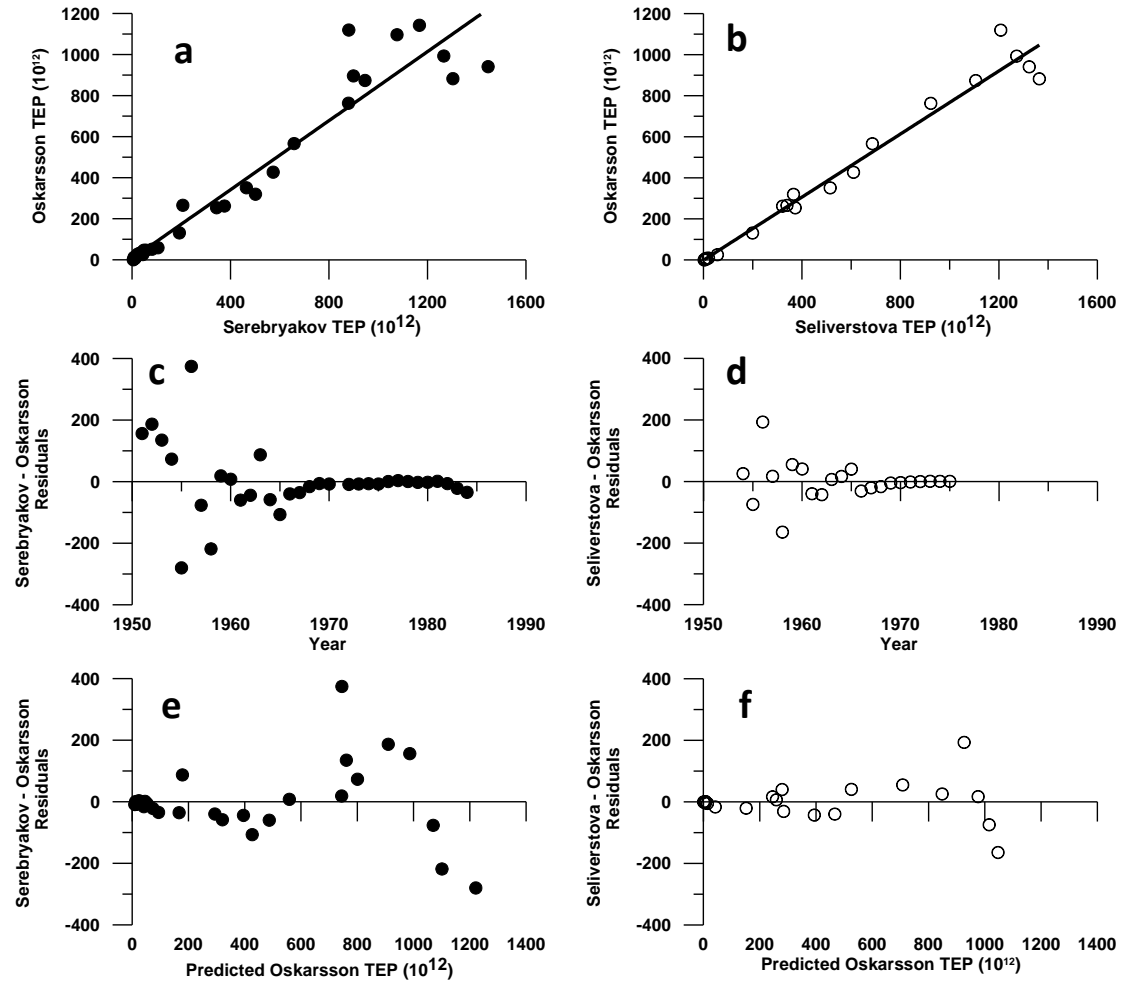 a
Oskarsson TEP (10¹²)
1200
1000
800
600
400
200
0
0 400 800 1200 1600
Serebryakov TEP (10¹²)
b
Oskarsson TEP (10¹²)
1200
1000
800
600
400
200
0
0 400 800 1200 1600
Seliverstova TEP (10¹²)
c
Serebryakov - Oskarsson
Residuals
400
200
0
-200
-400
1950 1960 1970 1980 1990
Year
d
Seliverstova - Oskarsson
Residuals
400
200
0
-200
-400
1950 1960 1970 1980 1990
Year
e
Serebryakov - Oskarsson
Residuals
400
200
0
-200
-400
0 200 400 600 800 1000 1200 1400
Predicted Oskarsson TEP (10¹²)
f
Seliverstova - Oskarsson
Residuals
400
200
0
-200
-400
0 200 400 600 800 1000 1200 1400
Predicted Oskarsson TEP (10¹²)